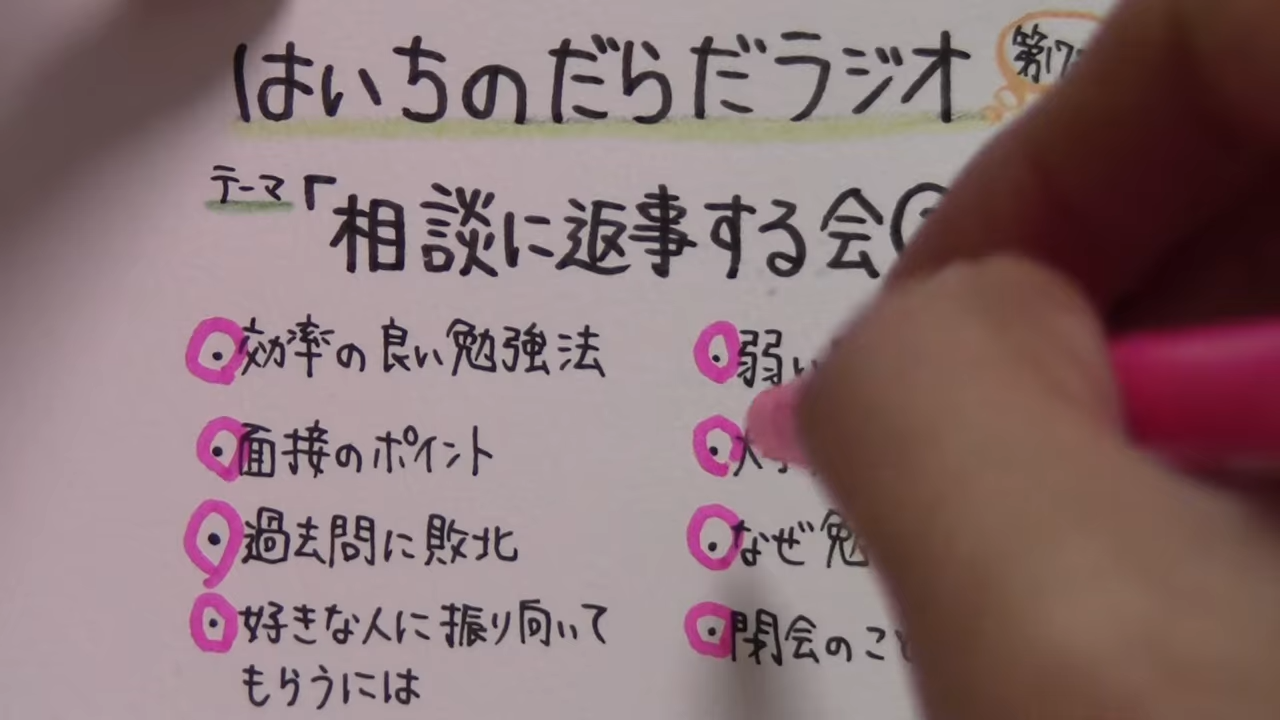 はいちのだらだラジオ
第17
テーマ「相談に返事する会
・効率の良い勉強法
・面接のポイント
・過去問に敗北
・好きな人に振り向いて
もらうには
・弱い
・なぜ勉
・閉会のこと